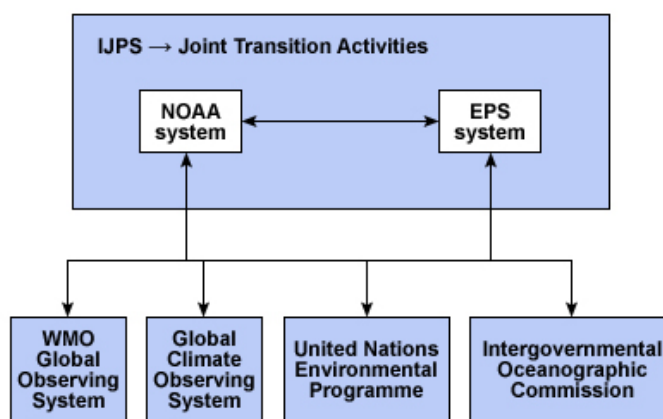 IJPS → Joint Transition Activities
NOAA
system
EPS
system
WMO
Global
Observing
System
Global
Climate
Observing
System
United Nations
Environmental
Programme
Intergovernmental
Oceanographic
Commission